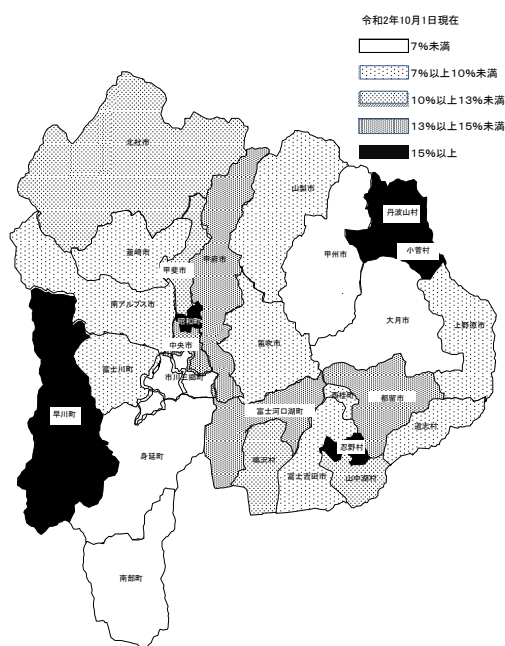 令和2年10月1日現在
7%未満
7%以上10%未満
10%以上13%未満
13%以上15%未満
15%以上
北杜市
山梨市
丹波山村
小菅村
韮崎市
甲斐市
甲府市
甲州市
南アルプス市
昭和町
大月市
上野原市
中央市
笛吹市
富士川町
市川三郷町
早川町
富士河口湖町
西桂町
都留市
道志村
身延町
鳴沢村
忍野村
富士吉田市
山中湖村
南部町